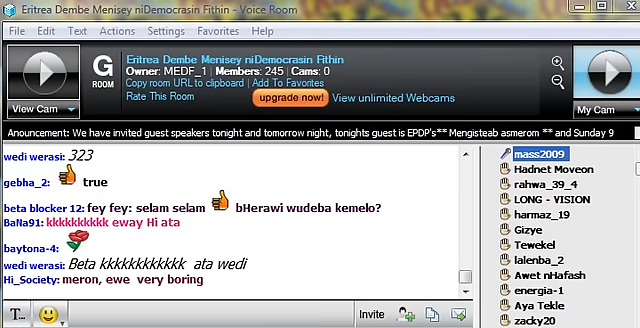 Eritrea Dembe Menisey niDemocrasin Fithin - Voice Room
File Edit Text Actions Settings Favorites Help
G
ROOM
Eritrea Dembe Menisey niDemocrasin Fithin
Owner: MEDF_1 | Members: 245 | Cams: 0
Copy room URL to clipboard | Add To Favorites
Rate This Room
upgrade now!
View unlimited Webcams
View Cam
My Cam
Anouncement: We have invited guest speakers tonight and tomorrow night, tonights guest is EPDP's** Mengisteab asmerom ** and Sunday 9
wedi werasi: 323
gebha_2: true
beta blocker 12: fey fey: selam selam bHerawi wudeba kemelo?
BaNa91: kkkkkkkkkk eway Hi ata
baytona-4:
wedi werasi: Beta kkkkkkkkkkkk ata wedi
Hi_Society: meron, ewe very boring
T...
Invite
mass2009
Hadnet Moveon
rahwa_39_4
LONG - VISION
harmaz_19
Gizye
Tewekel
lalenba_2
Awet nHafash
energia-1
Aya Tekle
zacky20